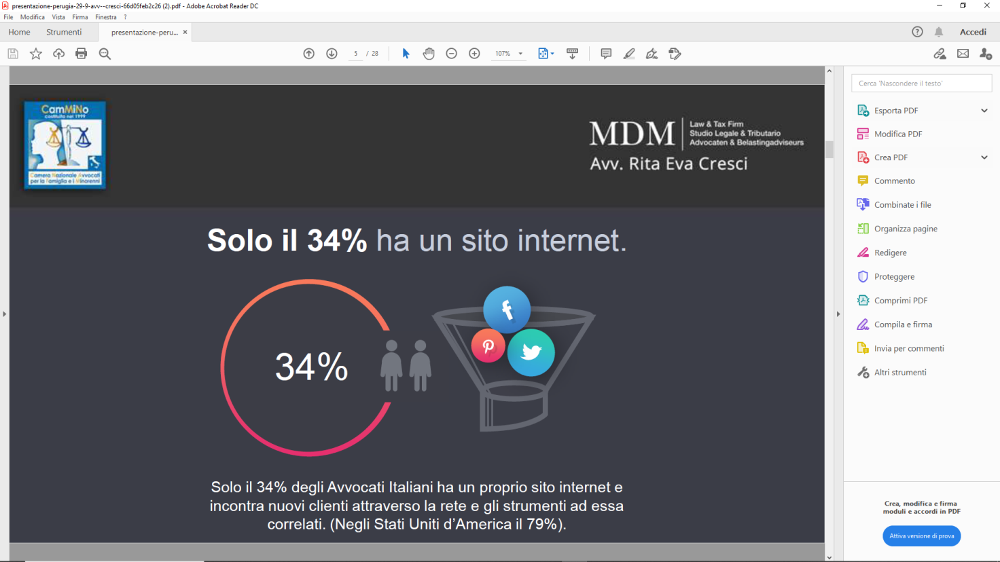 presentazione-perugia-29-9-avv--cresci-66d05feb2c26 (2).pdf - Adobe Acrobat Reader DC
File Modifica Vista Firma Finestra ?
Home Strumenti presentazione-peru... × Accedi
5 / 28 107%
Cerca 'Nascondere il testo'
Esporta PDF
Modifica PDF
Crea PDF
Commento
Combinate i file
Organizza pagine
Redigere
Proteggere
Comprimi PDF
Compila e firma
Invia per commenti
Altri strumenti
Crea, modifica e firma
moduli e accordi in PDF
Attiva versione di prova
CamMiNo
costituita nel 1999
Camera Nazionale Avvocati
per la Famiglia e i Minorenni
MDM
Law & Tax Firm
Studio Legale & Tributario
Advocaten & Belastingadviseurs
Avv. Rita Eva Cresci
Solo il 34% ha un sito internet.
34%
Solo il 34% degli Avvocati Italiani ha un proprio sito internet e
incontra nuovi clienti attraverso la rete e gli strumenti ad essa
correlati. (Negli Stati Uniti d’America il 79%).